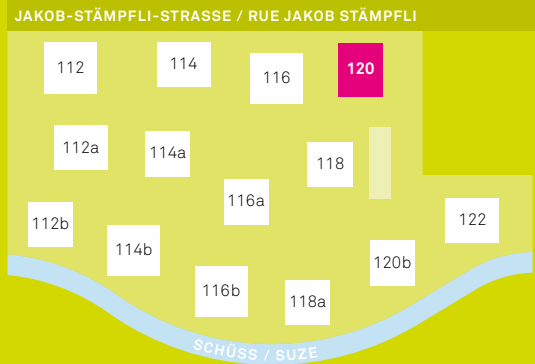 JAKOB-STÄMPFLI-STRASSE / RUE JAKOB STÄMPFLI
112
114
116
120
112a
114a
118
116a
112b
122
114b
120b
116b
118a
SCHÜSS / SUZE